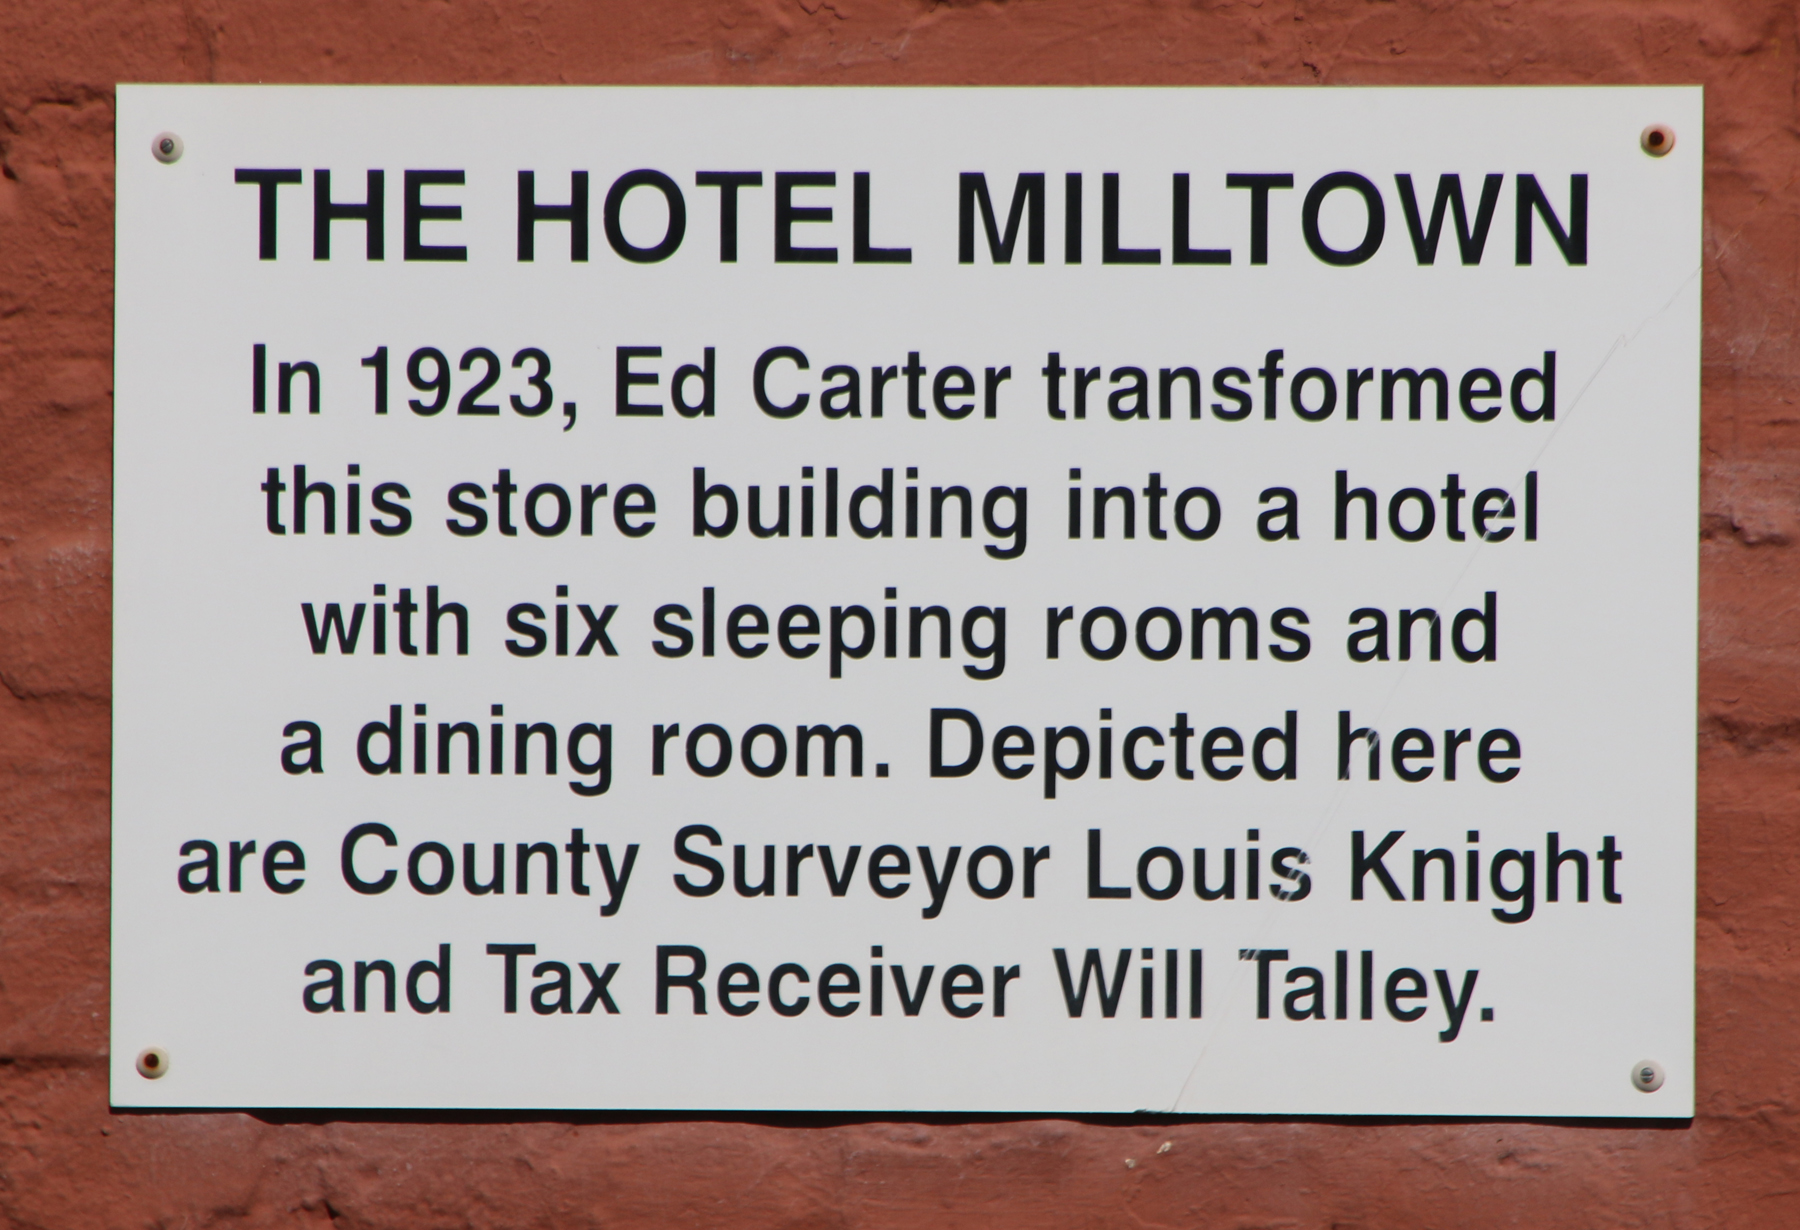 THE HOTEL MILLTOWN
In 1923, Ed Carter transformed
this store building into a hotel
with six sleeping rooms and
a dining room. Depicted here
are County Surveyor Louis Knight
and Tax Receiver Will Talley.